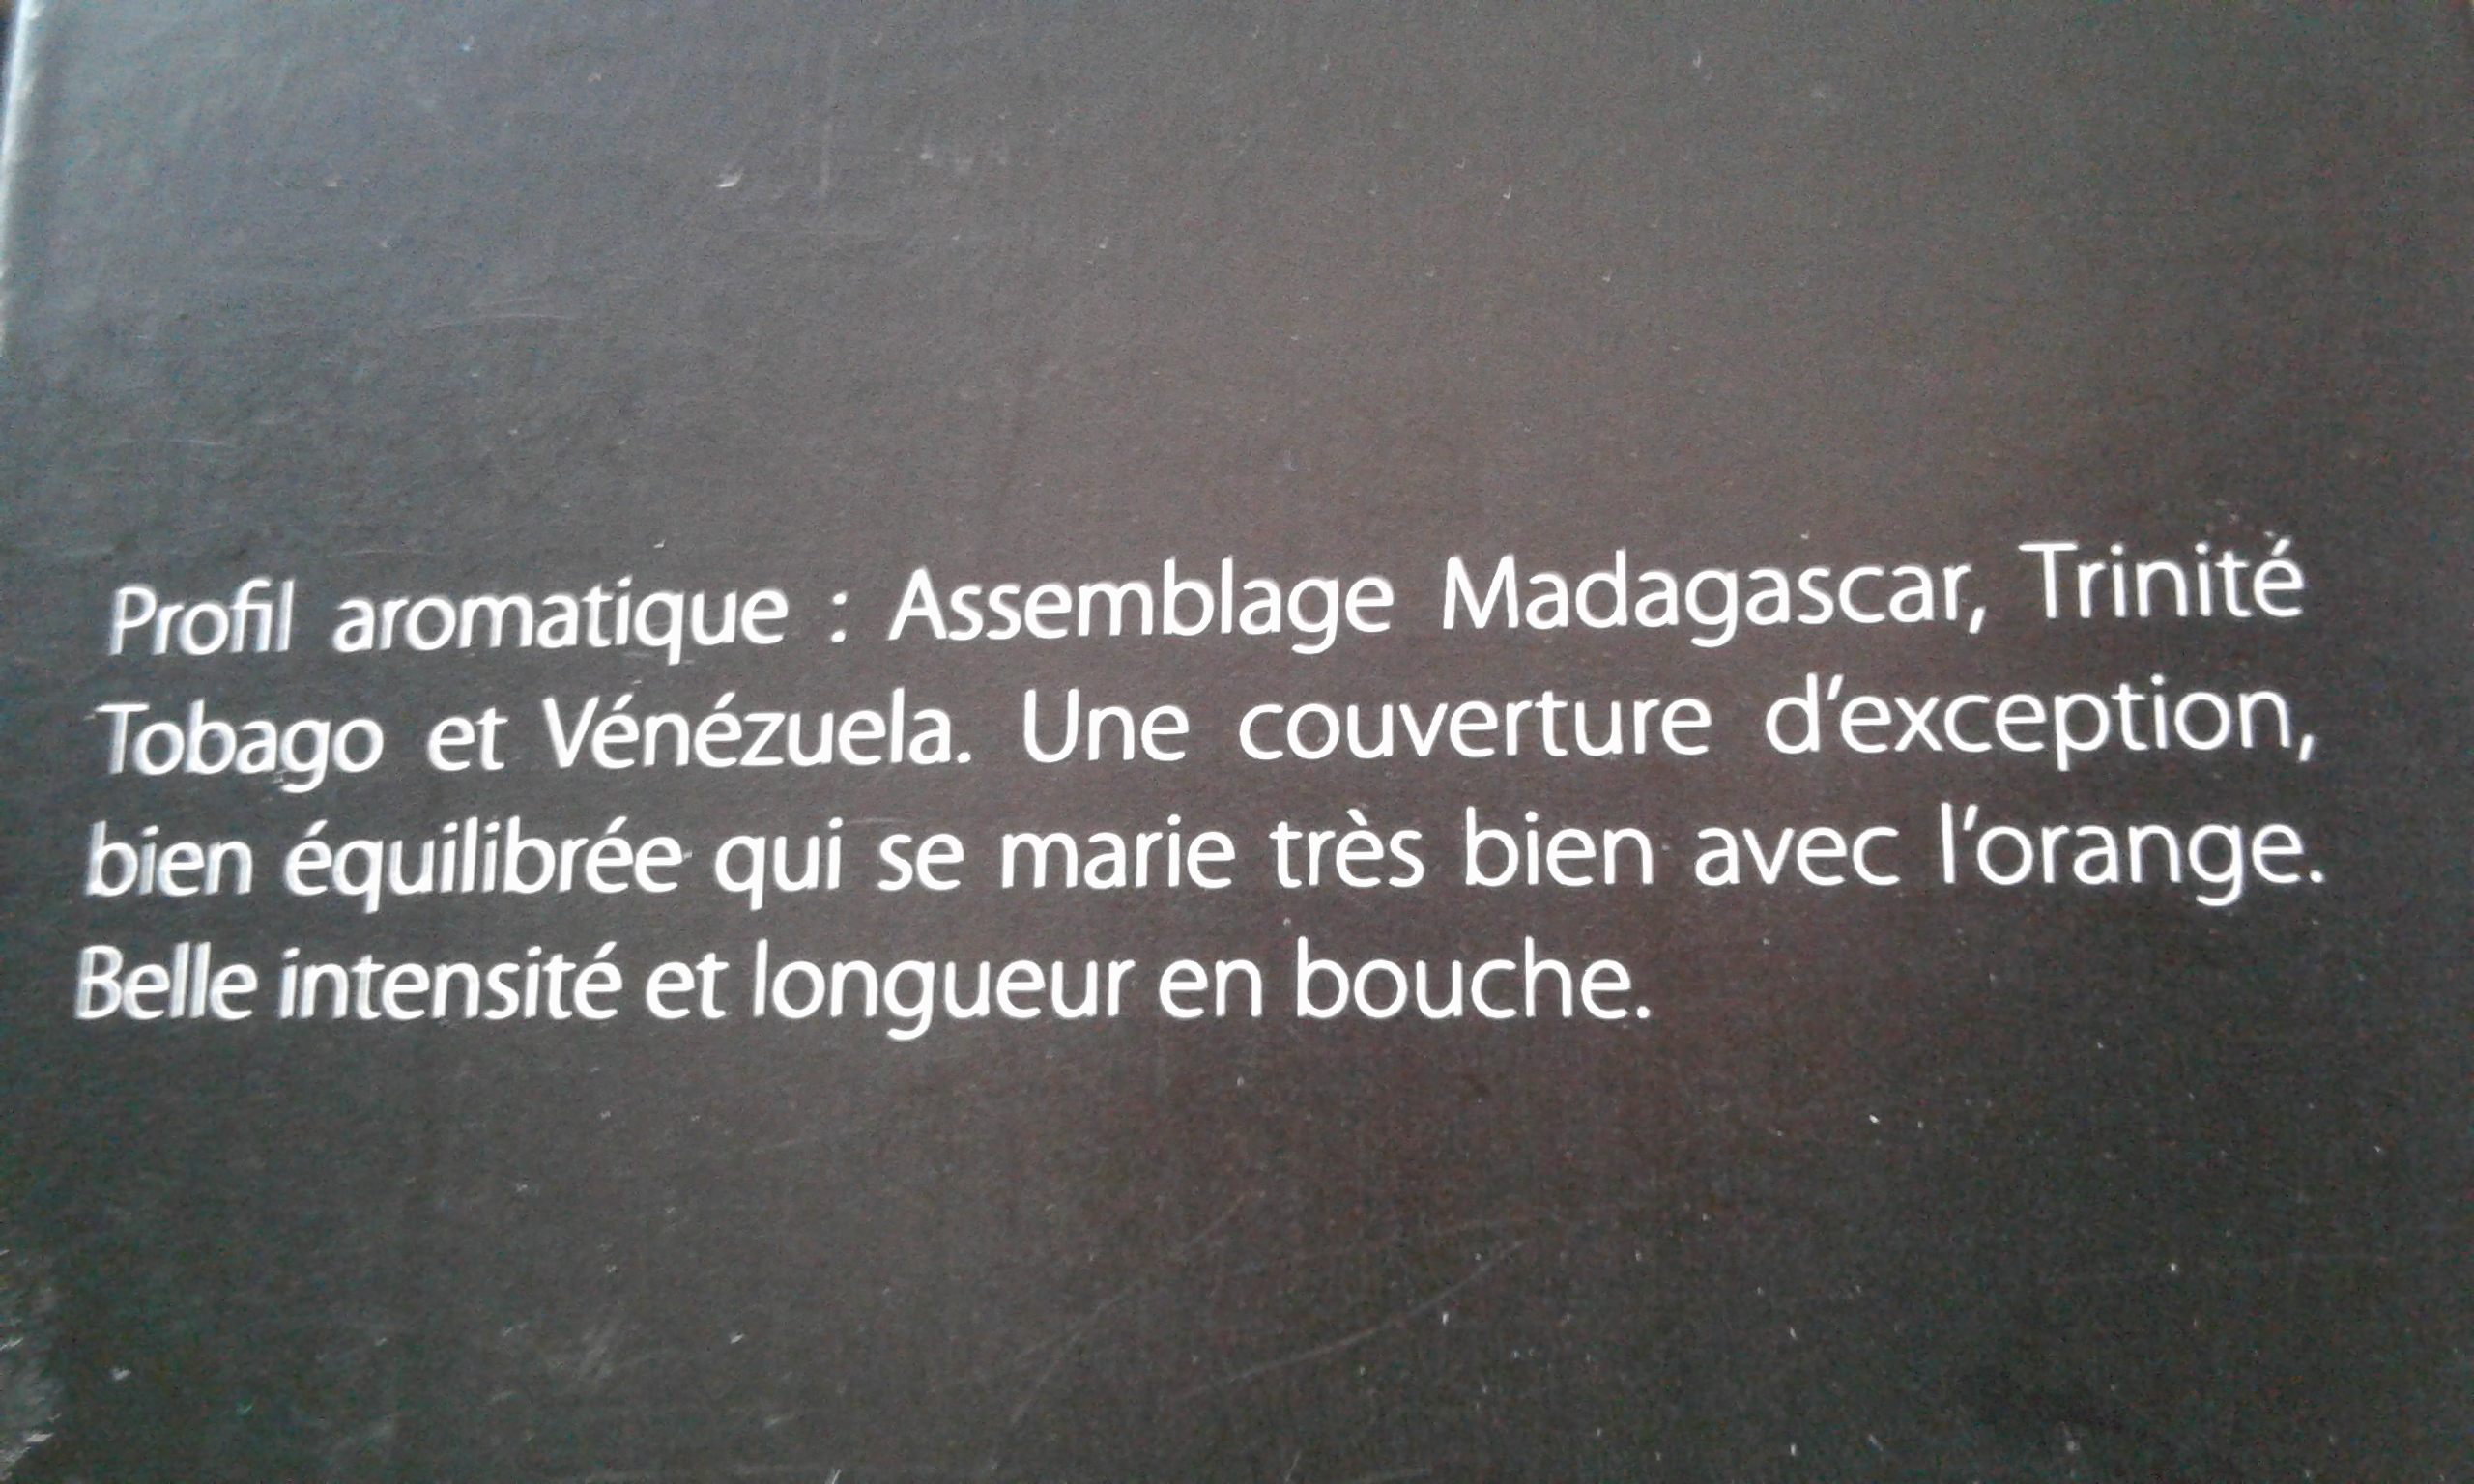 Profil aromatique : Assemblage Madagascar, Trinité
Tobago et Vénézuela. Une couverture d’exception,
bien équilibrée qui se marie très bien avec l’orange.
Belle intensité et longueur en bouche.